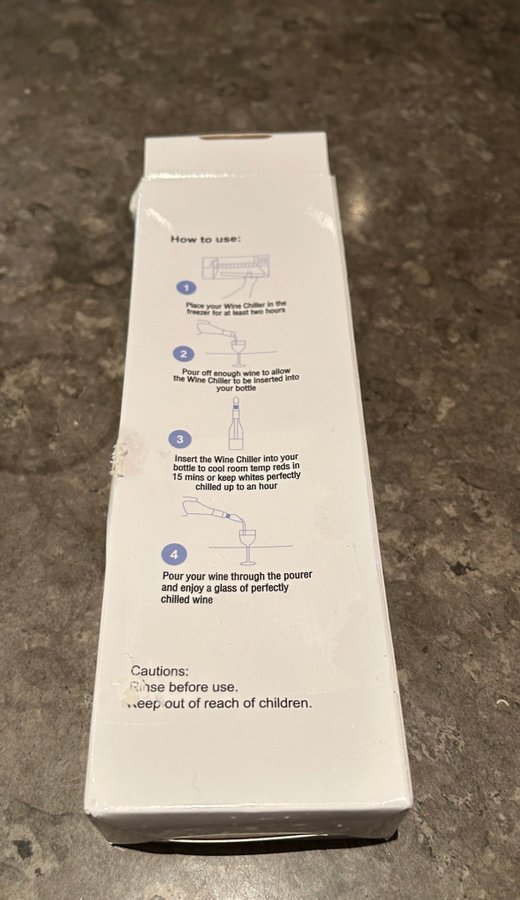 How to use:
1
Place your Wine Chiller in the
freezer for at least two hours
2
Pour off enough wine to allow
the Wine Chiller to be inserted into
your bottle
3
Insert the Wine Chiller into your
bottle to cool room temp reds in
15 mins or keep whites perfectly
chilled up to an hour
4
Pour your wine through the pourer
and enjoy a glass of perfectly
chilled wine
Cautions:
Rinse before use.
Keep out of reach of children.